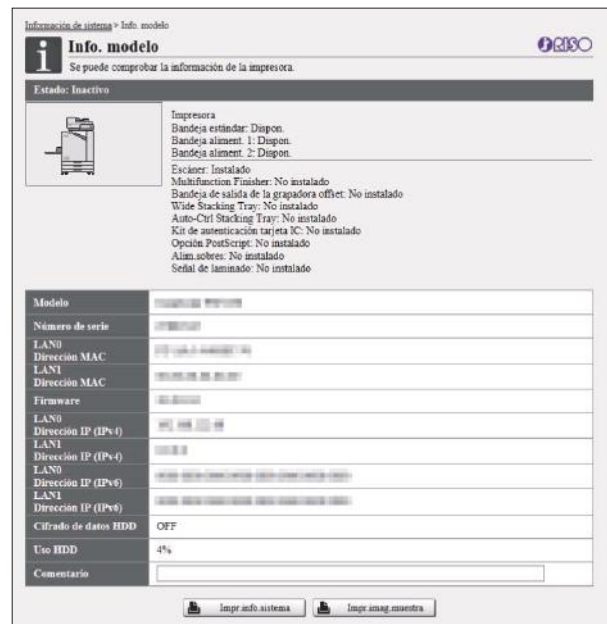 Información de sistema > Info. modelo
i Info. modelo
RISO
Se puede comprobar la información de la impresora.
Estado: Inactivo
Impresora
Bandeja estándar: Dispon.
Bandeja aliment. 1: Dispon.
Bandeja aliment. 2: Dispon.
Escáner: Instalado
Multifunction Finisher: No instalado
Bandeja de salida de la grapadora offset: No instalado
Wide Stacking Tray: No instalado
Auto-Ctrl Stacking Tray: No instalado
Kit de autenticación tarjeta IC: No instalado
Opción PostScript: No instalado
Alim.sobres: No instalado
Señal de laminado: No instalado
Modelo
Número de serie
LAN0
Dirección MAC
LAN1
Dirección MAC
Firmware
LAN0
Dirección IP (IPv4)
LAN1
Dirección IP (IPv4)
LAN0
Dirección IP (IPv6)
LAN1
Dirección IP (IPv6)
Cifrado de datos HDD OFF
Uso HDD 4%
Comentario
Impr.info.sistema Impr.imag.muestra